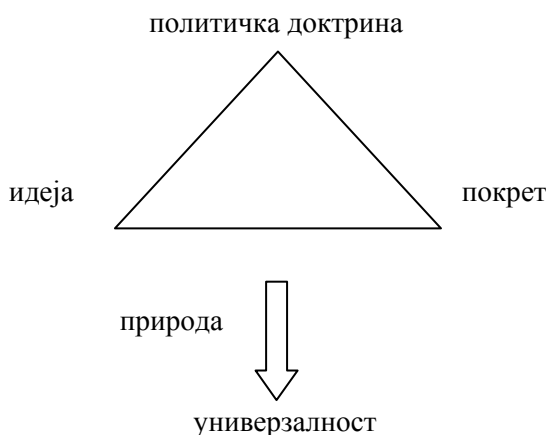 политичка доктрина
идеја
покрет
природа
универзалност